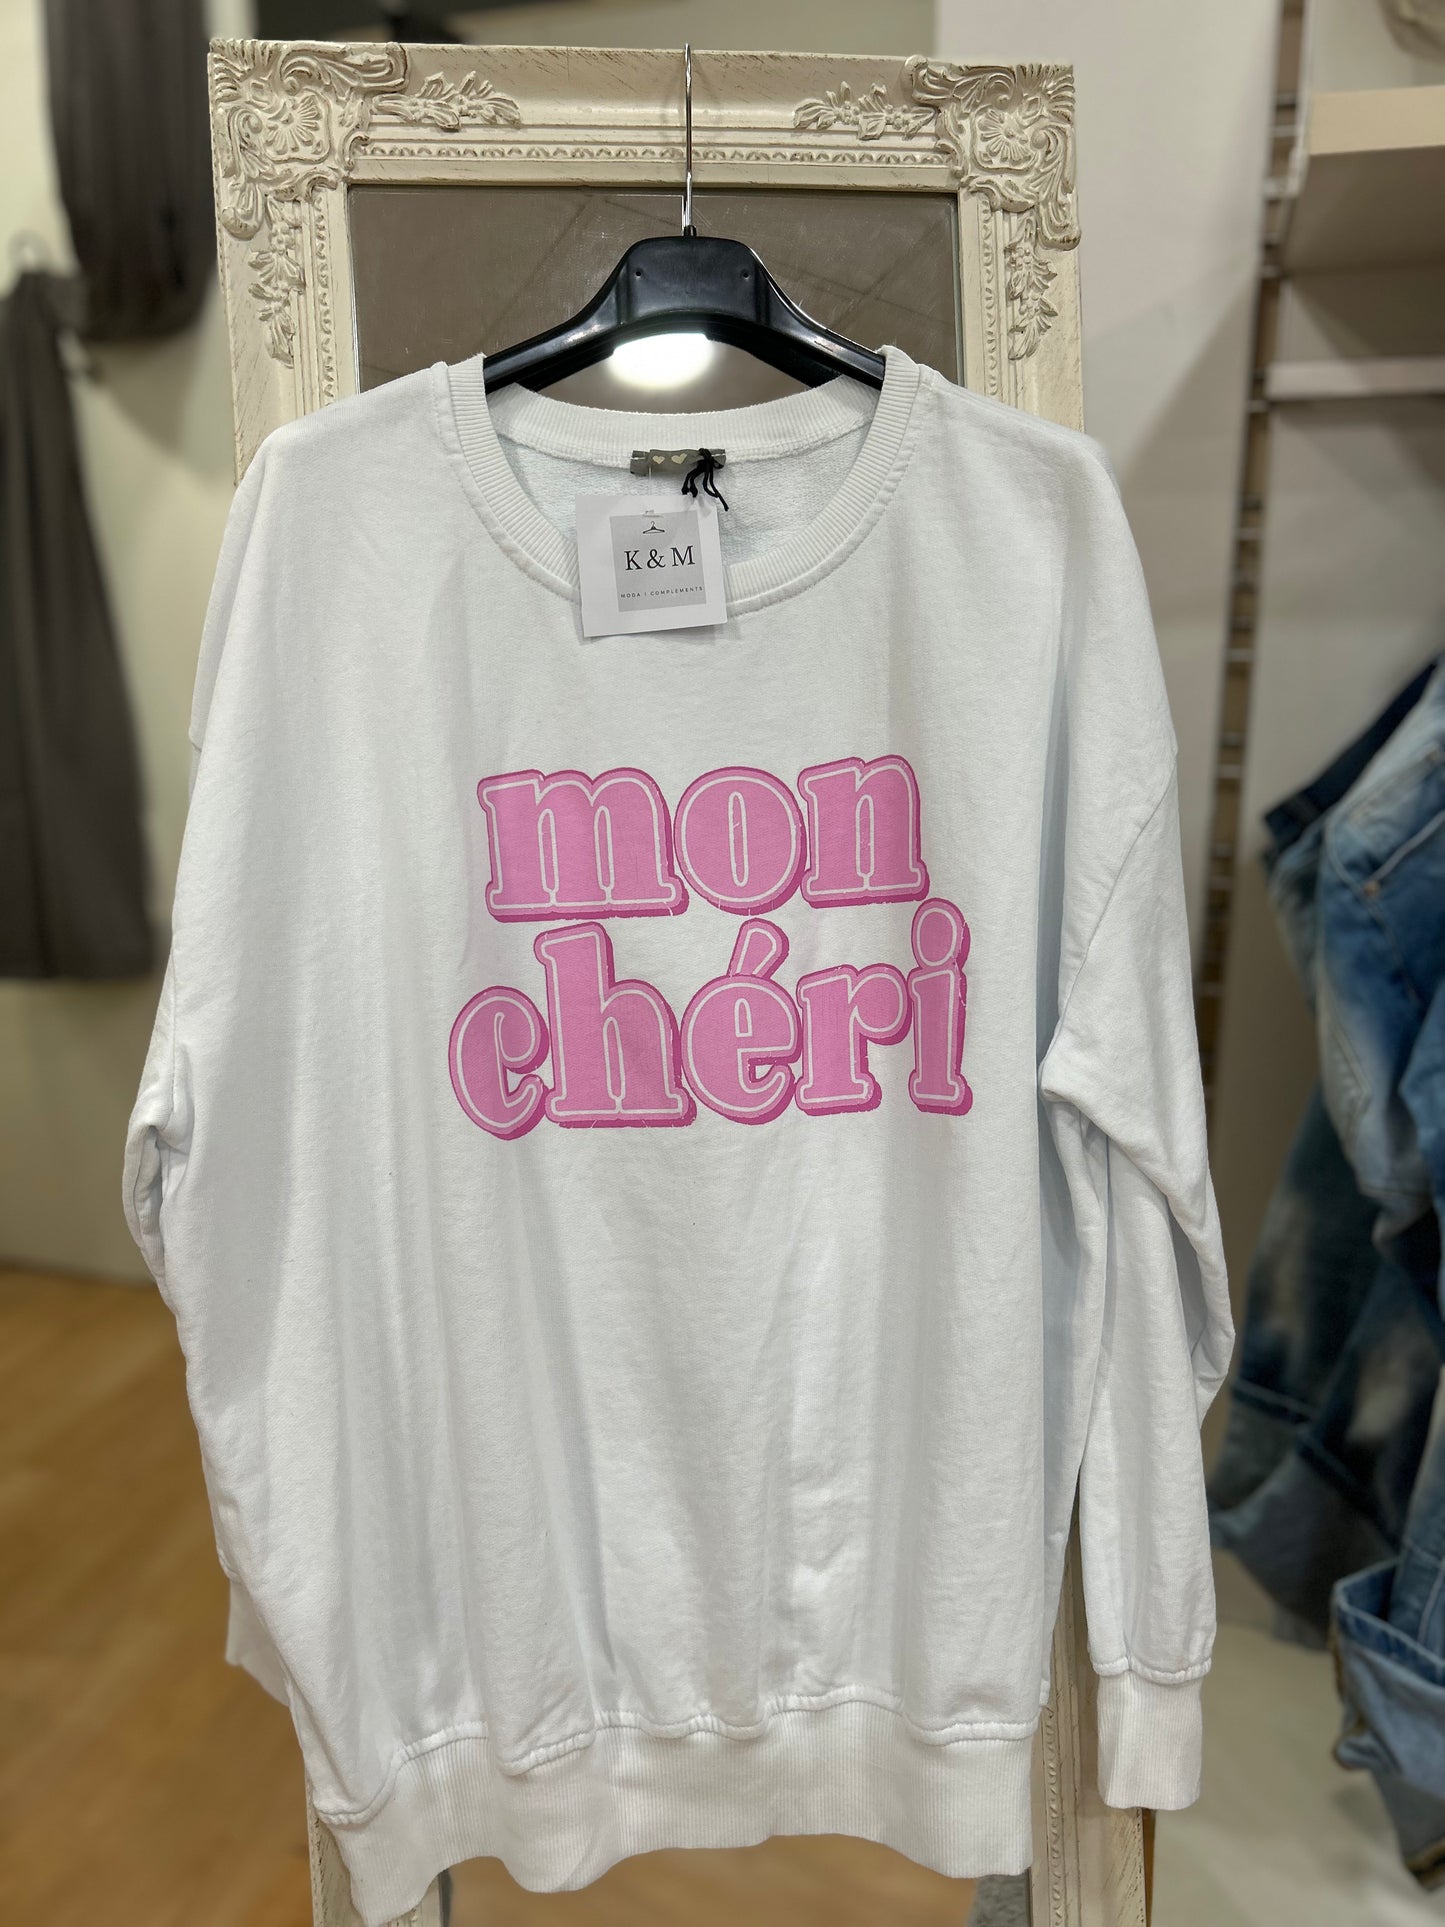 K & M
MODA | COMPLEMENTS
mon
chéri